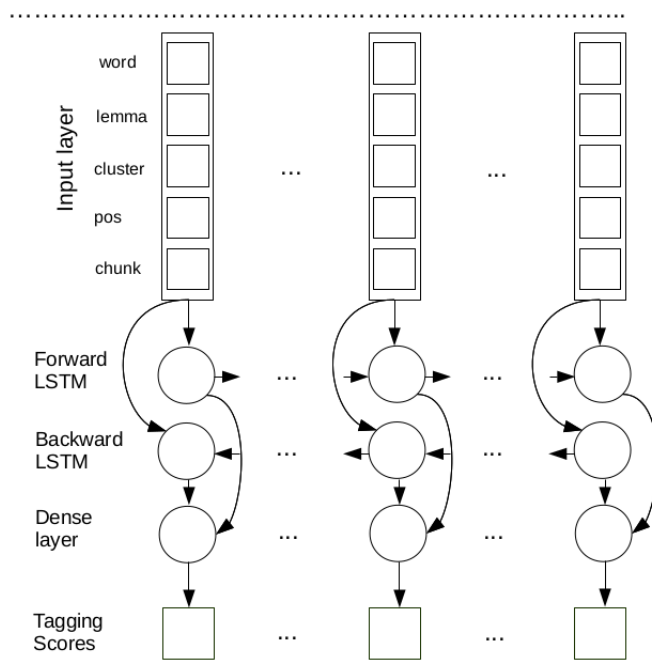 word
lemma
cluster
pos
chunk
Input layer
...
...
Forward
LSTM
...
...
Backward
LSTM
...
...
Dense
layer
...
...
Tagging
Scores
...
...